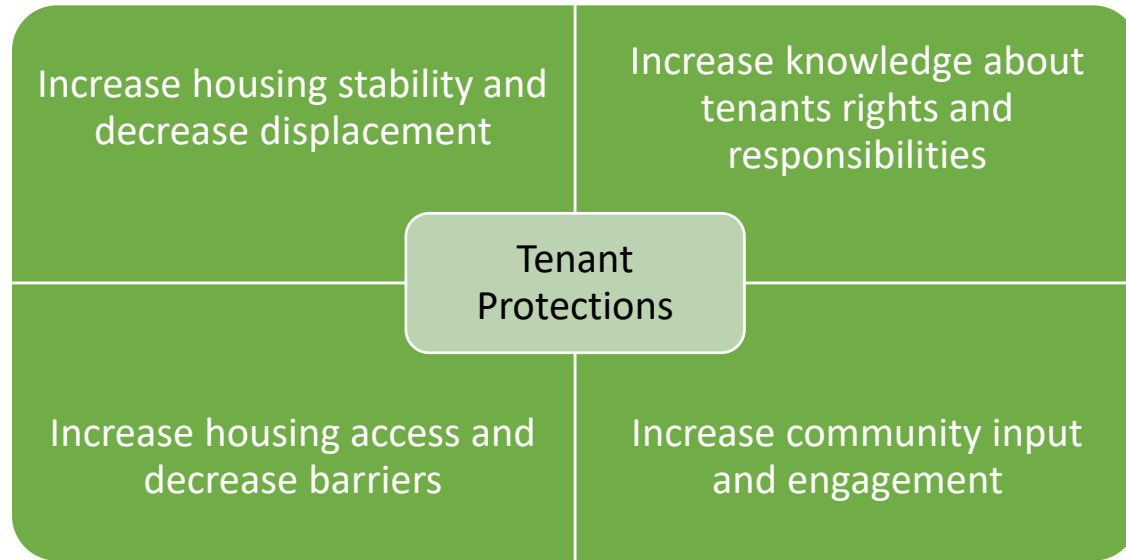 Increase housing stability and
decrease displacement
Increase knowledge about
tenants rights and
responsibilities
Tenant
Protections
Increase housing access and
decrease barriers
Increase community input
and engagement